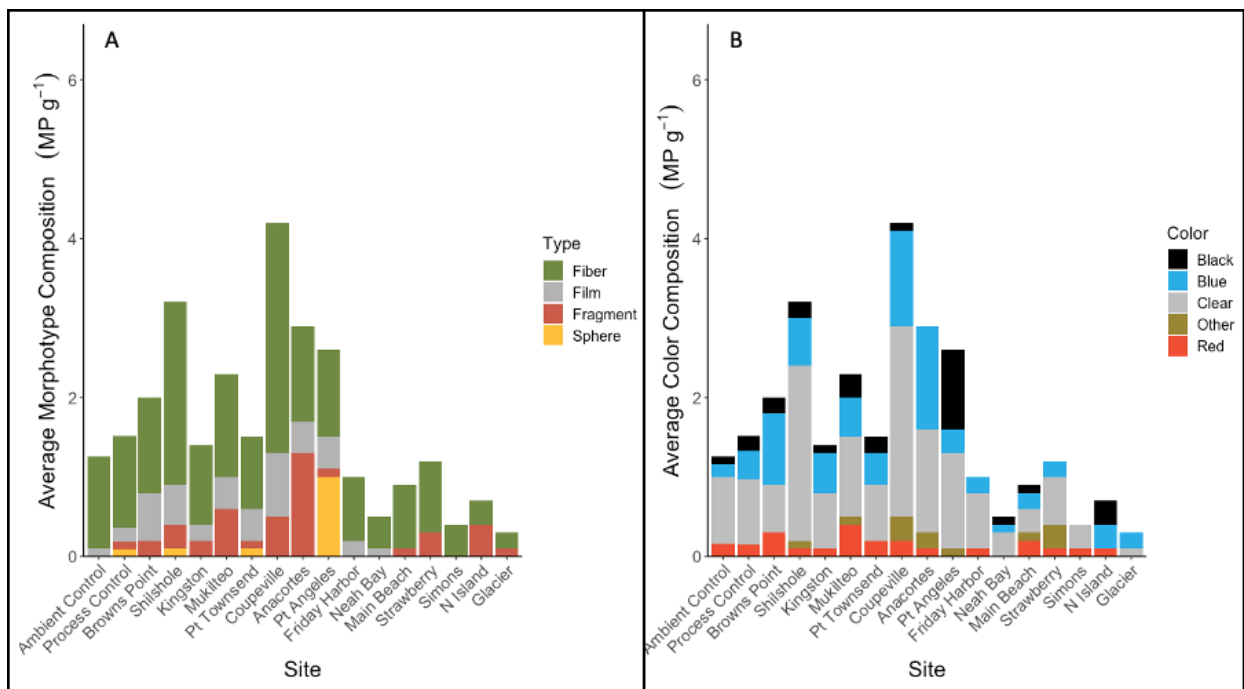 A
Average Morphotype Composition (MP g⁻¹)
6
4
2
0
Ambient Control
Process Control
Browns Point
Shilshole
Kingston
Mukilteo
Pt Townsend
Coupeville
Anacortes
Pt Angeles
Friday Harbor
Neah Bay
Main Beach
Strawberry
Simons
N Island
Glacier
Site
Type
Fiber
Film
Fragment
Sphere
B
Average Color Composition (MP g⁻¹)
6
4
2
0
Ambient Control
Process Control
Browns Point
Shilshole
Kingston
Mukilteo
Pt Townsend
Coupeville
Anacortes
Pt Angeles
Friday Harbor
Neah Bay
Main Beach
Strawberry
Simons
N Island
Glacier
Site
Color
Black
Blue
Clear
Other
Red